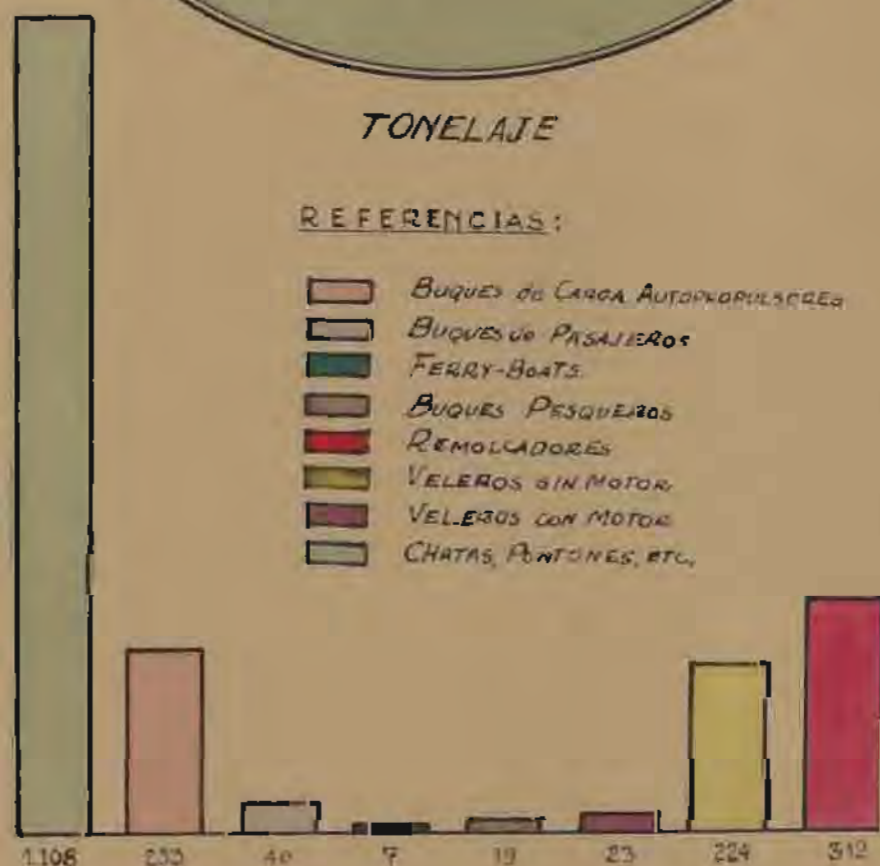 TONELAJE
REFERENCIAS:
BUQUES de CARGA AUTOPROPULSORES
BUQUES de PASAJEROS
FERRY-BOATS
BUQUES PESQUEROS
REMOLCADORES
VELEROS SIN MOTOR
VELEROS CON MOTOR
CHATAS, PONTONES, ETC.
1.108 40 7 19 23 224 312